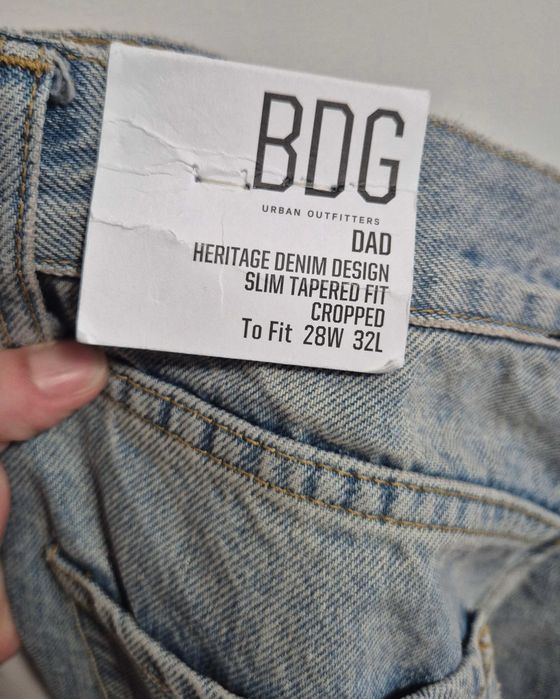 BDG
URBAN OUTFITTERS
DAD
HERITAGE DENIM DESIGN
SLIM TAPERED FIT
CROPPED
To Fit 28W 32L